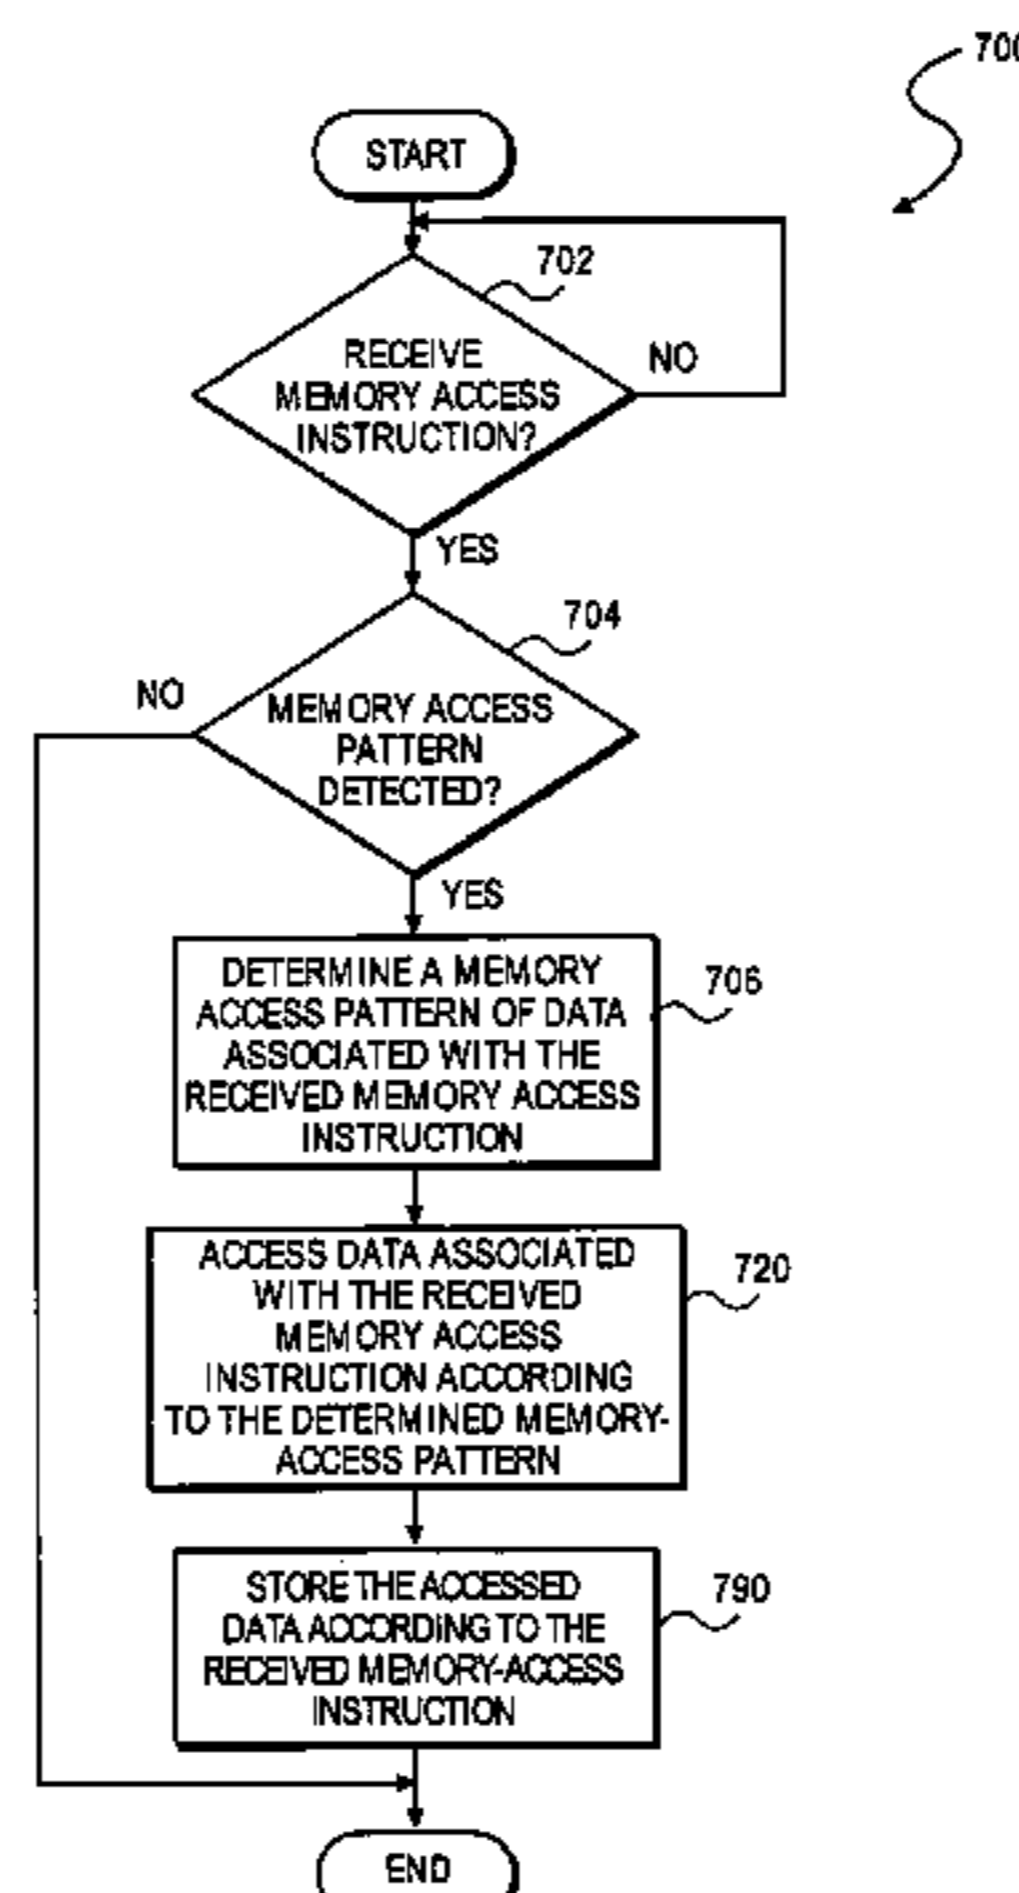 700
START
702
RECEIVE
MEMORY ACCESS
INSTRUCTION?
NO
YES
704
NO
MEMORY ACCESS
PATTERN
DETECTED?
YES
DETERMINE A MEMORY
ACCESS PATTERN OF DATA
ASSOCIATED WITH THE
RECEIVED MEMORY ACCESS
INSTRUCTION
706
ACCESS DATA ASSOCIATED
WITH THE RECEIVED
MEMORY ACCESS
INSTRUCTION ACCORDING
TO THE DETERMINED MEMORY-
ACCESS PATTERN
720
STORE THE ACCESSED
DATA ACCORDING TO THE
RECEIVED MEMORY-ACCESS
INSTRUCTION
790
END